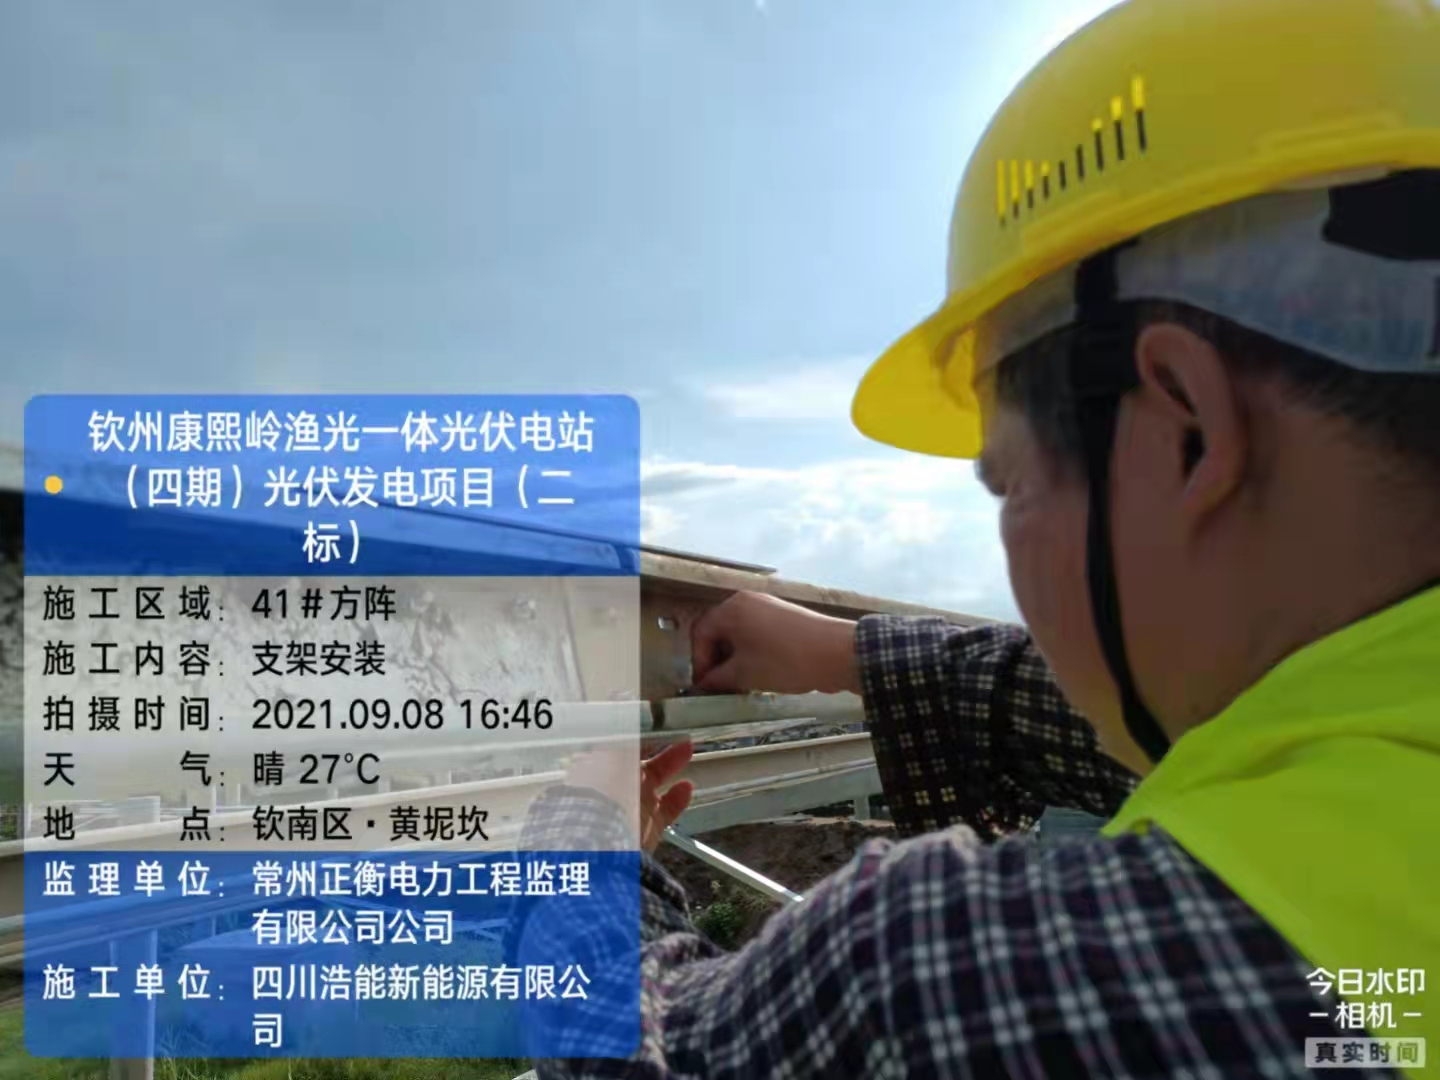 钦州康熙岭渔光一体光伏电站
（四期）光伏发电项目（二
标）
施工区域：41#方阵
施工内容：支架安装
拍摄时间：2021.09.08 16:46
天气：晴 27°C
地点：钦南区·黄坭坎
监理单位：常州正衡电力工程监理
有限公司公司
施工单位：四川浩能新能源有限公
司
今日水印
-相机-
真实时间